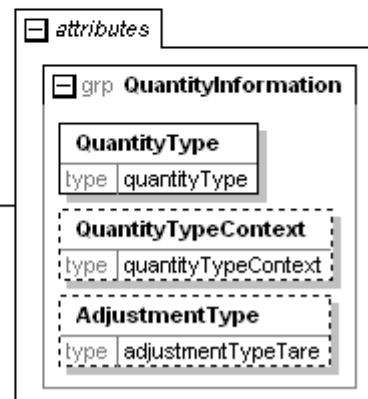 attributes
grp QuantityInformation
QuantityType
type quantityType
QuantityTypeContext
type quantityTypeContext
AdjustmentType
type adjustmentTypeTare